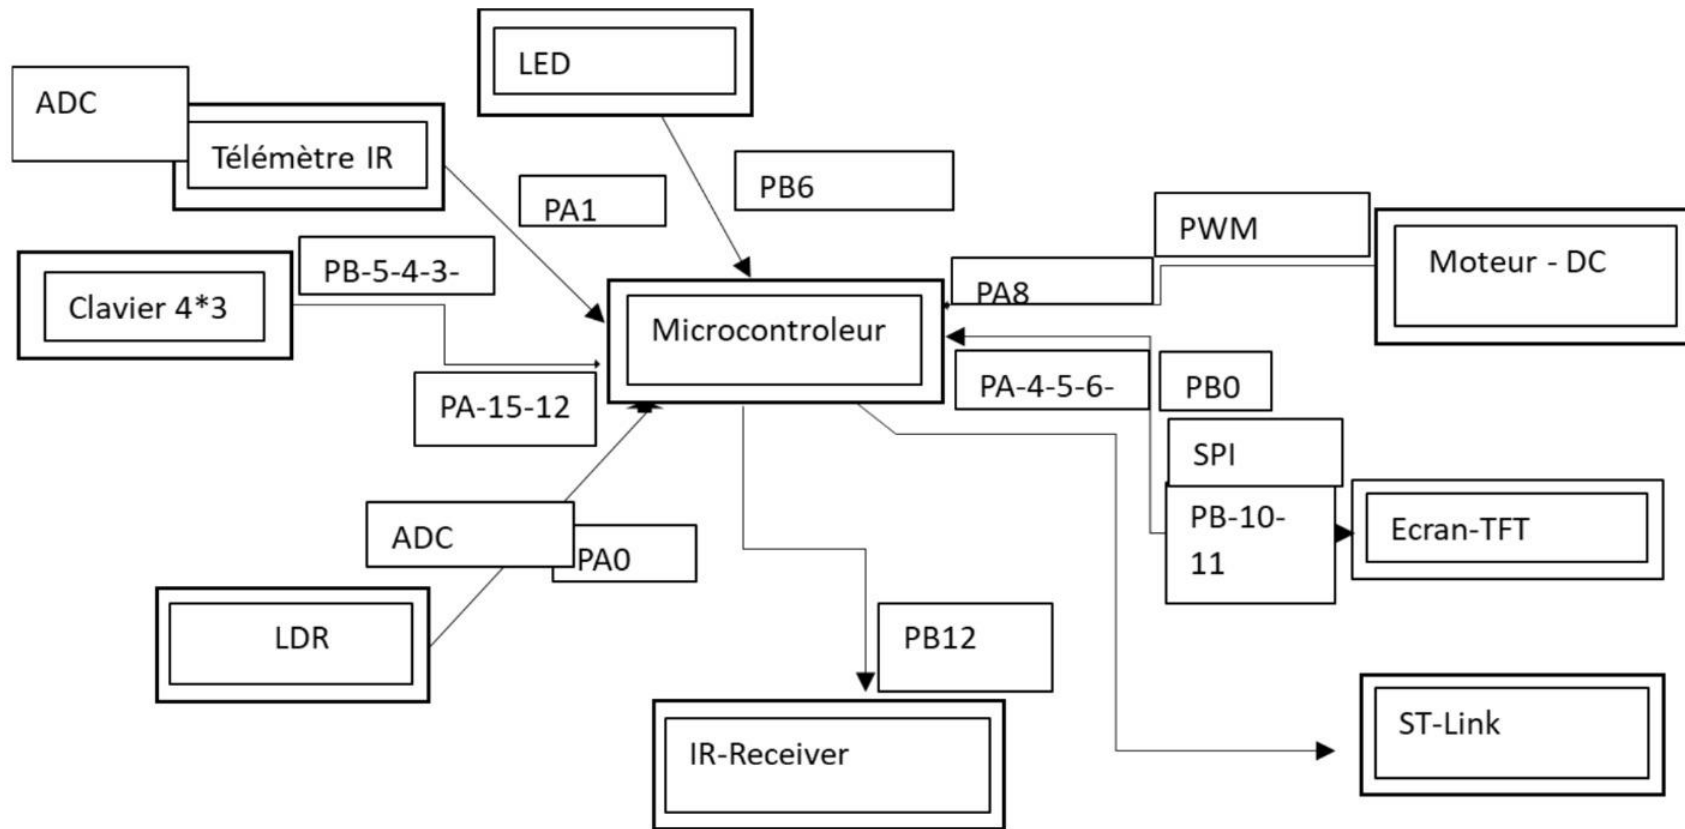 LED
ADC
Télémètre IR
PA1
PB6
PWM
Moteur - DC
PB-5-4-3-
PA8
Clavier 4*3
Microcontroleur
PA-15-12
PA-4-5-6-
PB0
SPI
ADC
PA0
PB-10-
11
Ecran-TFT
LDR
PB12
IR-Receiver
ST-Link